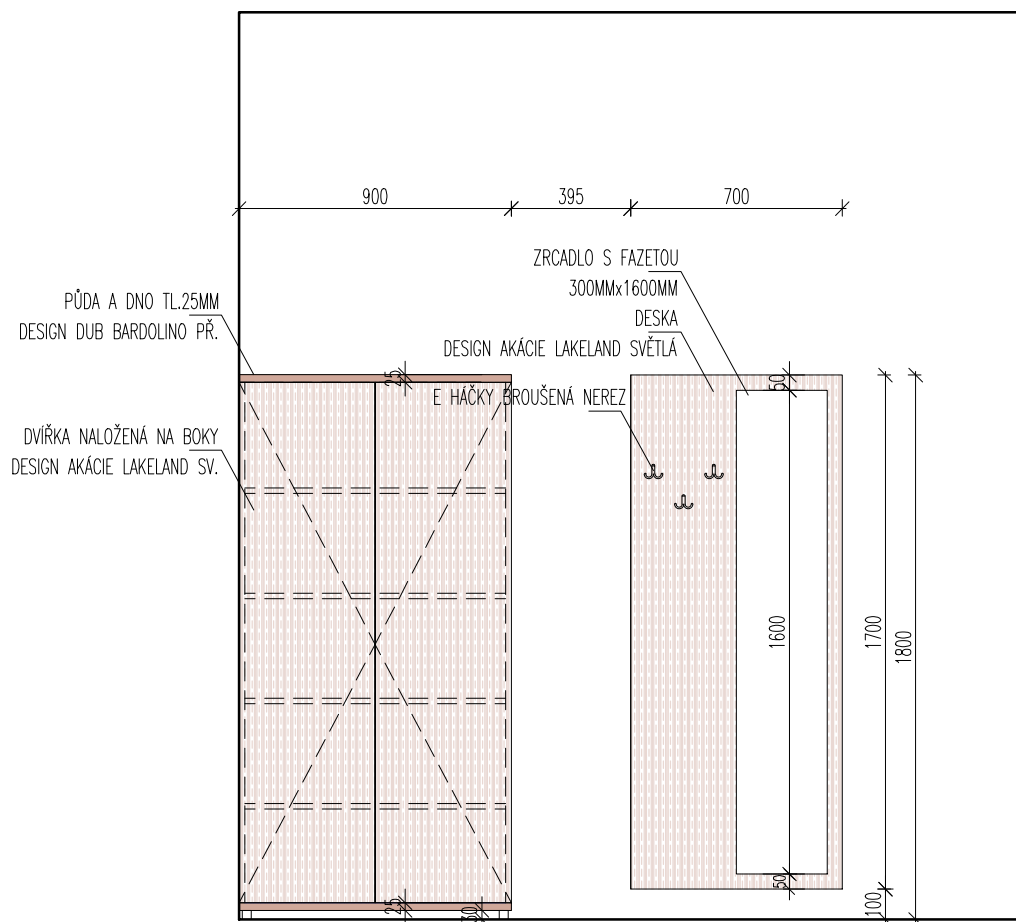 900
395
700
ZRCADLO S FAZETOU
300MMx1600MM
DESKA
DESIGN AKÁCIE LAKELAND SVĚTLÁ
E HÁČKY BROUŠENÁ NEREZ
PŮDA A DNO TL.25MM
DESIGN DUB BARDOLINO PŘ.
DVÍŘKA NALOŽENÁ NA BOKY
DESIGN AKÁCIE LAKELAND SV.
25
50
1600
1700
1800
25
30
50
100